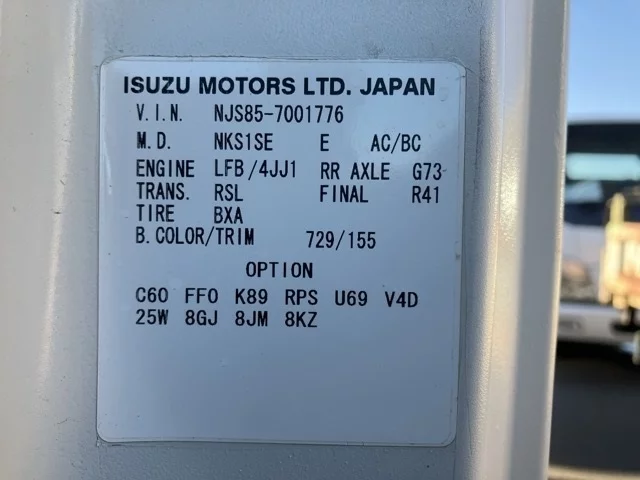 ISUZU MOTORS LTD. JAPAN
V.I.N. NJS85-7001776
M.D. NKS1SE E AC/BC
ENGINE LFB/4JJ1 RR AXLE G73
TRANS. RSL FINAL R41
TIRE BXA
B.COLOR/TRIM 729/155
OPTION
C60 FF0 K89 RPS U69 V4D
25W 8GJ 8JM 8KZ